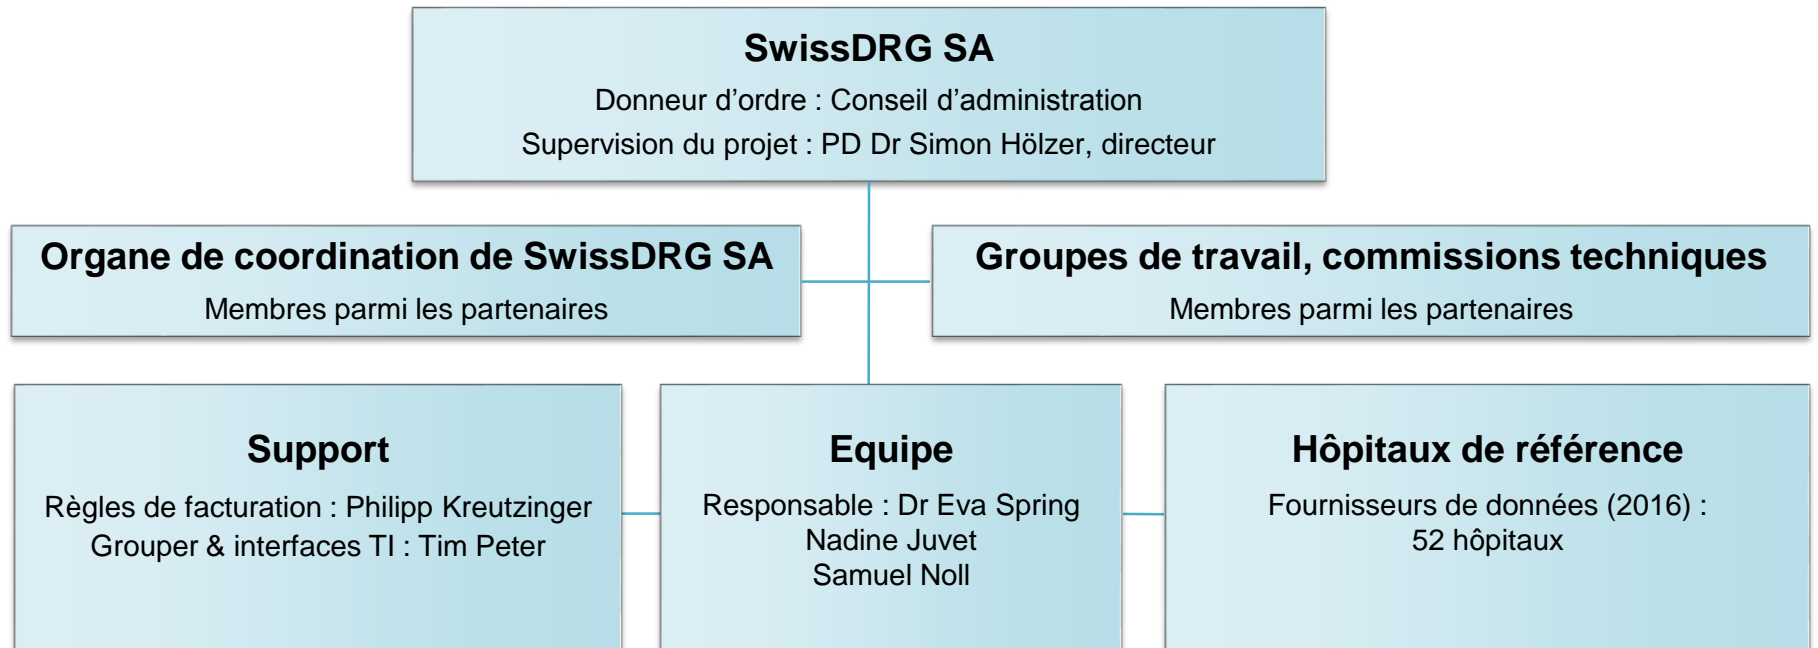 SwissDRG SA
Donneur d’ordre : Conseil d’administration
Supervision du projet : PD Dr Simon Hölzer, directeur
Organe de coordination de SwissDRG SA
Membres parmi les partenaires
Groupes de travail, commissions techniques
Membres parmi les partenaires
Support
Règles de facturation : Philipp Kreutzinger
Grouper & interfaces TI : Tim Peter
Equipe
Responsable : Dr Eva Spring
Nadine Juvet
Samuel Noll
Hôpitaux de référence
Fournisseurs de données (2016) :
52 hôpitaux